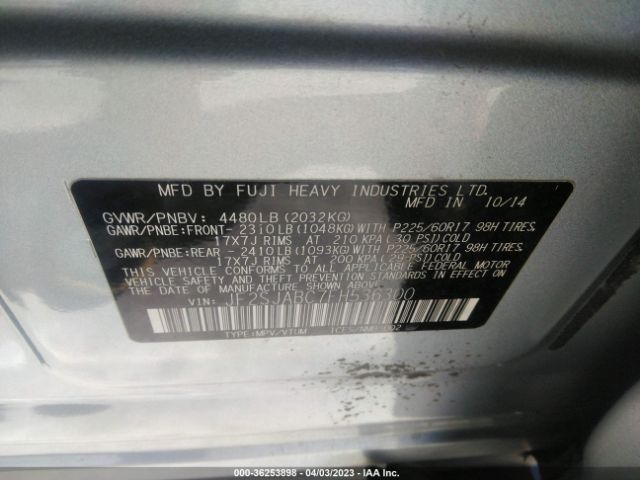 MFD BY FUJI HEAVY INDUSTRIES LTD.
MFD IN 10/14
GVWR/PNBV: 4480LB(2032KG)
GAWR/PNBE:FRONT- 2310LB(1048KG)WITH P225/60R17 98H TIRES,
17X7J RIMS AT 210 KPA(30 PSI)COLD
GAWR/PNBE:REAR - 2410LB(1093KG)WITH P225/60R17 98H TIRES,
17X7J RIMS AT 200 KPA(29 PSI)COLD
THIS VEHICLE CONFORMS TO ALL APPLICABLE FEDERAL MOTOR
VEHICLE SAFETY AND THEFT PREVENTION STANDARDS IN EFFECT
ON THE DATE OF MANUFACTURE SHOWN ABOVE.
VIN: JF2SJABC7FH536300
TYPE:MPV/VTUM
000-36253898 - 04/03/2023 - IAA Inc.